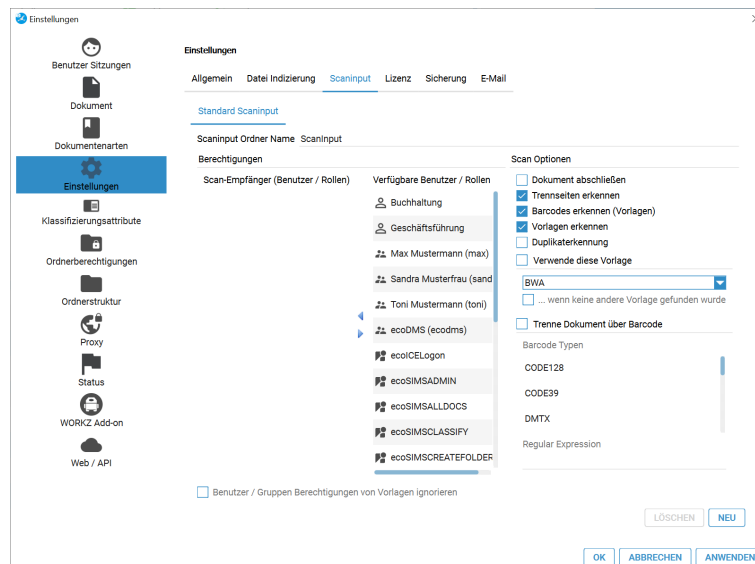 Einstellungen
Benutzer Sitzungen
Dokument
Dokumentenarten
Einstellungen
Klassifizierungsattribute
Ordnerberechtigungen
Ordnerstruktur
Proxy
Status
WORKZ Add-on
Web / API
Einstellungen
Allgemein Datei Indizierung Scaninput Lizenz Sicherung E-Mail
Standard Scaninput
Scaninput Ordner Name ScanInput
Berechtigungen
Scan-Empfänger (Benutzer / Rollen)
Verfügbare Benutzer / Rollen
Buchhaltung
Geschäftsführung
Max Mustermann (max)
Sandra Musterfrau (sand
Toni Mustermann (toni)
ecoDMS (ecodms)
ecoICELogon
ecoSIMSADMIN
ecoSIMSALLDOCS
ecoSIMSCLASSIFY
ecoSIMSCREATEFOLDER
Benutzer / Gruppen Berechtigungen von Vorlagen ignorieren
Scan Optionen
Dokument abschließen
Trennseiten erkennen
Barcodes erkennen (Vorlagen)
Vorlagen erkennen
Duplikaterkennung
Verwende diese Vorlage
BWA
... wenn keine andere Vorlage gefunden wurde
Trenne Dokument über Barcode
Barcode Typen
CODE128
CODE39
DMTX
Regular Expression
LÖSCHEN NEU
OK ABBRECHEN ANWENDEN